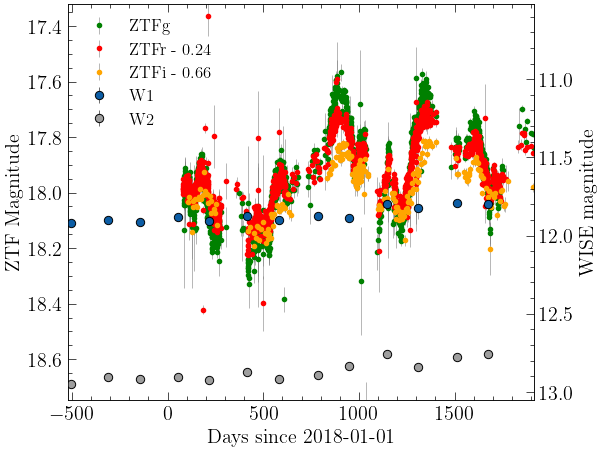 17.4
17.6
17.8
18.0
18.2
18.4
18.6
ZTF Magnitude
ZTFg
ZTFr - 0.24
ZTFi - 0.66
W1
W2
11.0
11.5
12.0
12.5
13.0
WISE magnitude
−500
0
500
1000
1500
Days since 2018-01-01